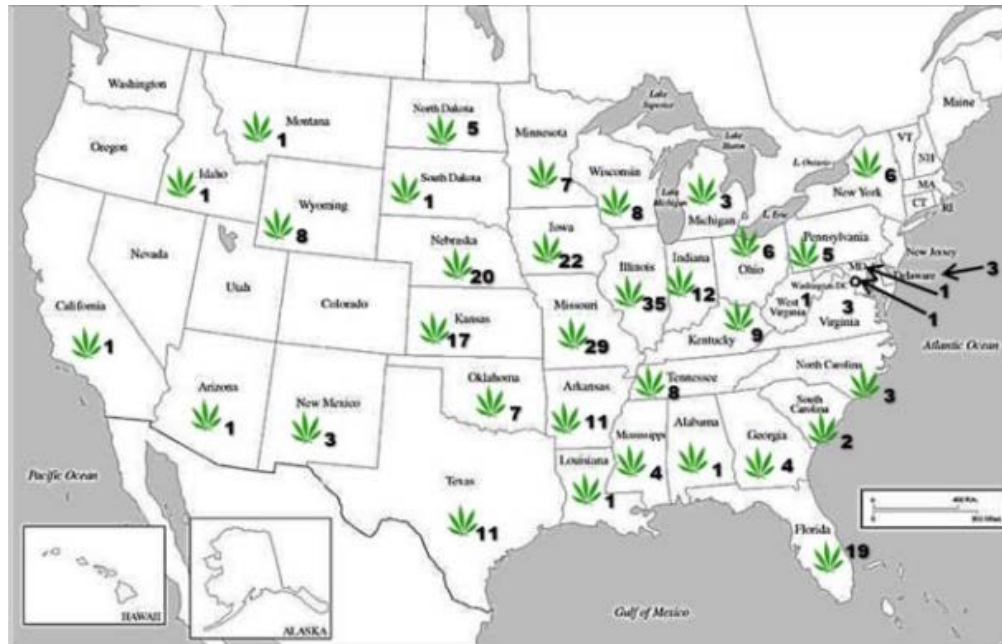 Washington
Montana
1
North Dakota
5
Minnesota
7
Lake Superior
Lake Huron
Maine
Oregon
Idaho
1
Wyoming
8
South Dakota
1
Wisconsin
8
Lake Michigan
Michigan
3
L. Ontario
VT
NH
New York
6
MA
CT
RI
Nevada
Utah
Colorado
Nebraska
20
Iowa
22
Illinois
35
Indiana
12
L. Erie
Ohio
6
Pennsylvania
5
New Jersey
MD
Delaware
3
1
Washington DC
1
California
1
Kansas
17
Missouri
29
Kentucky
9
West Virginia
1
Virginia
3
Atlantic Ocean
Arizona
1
New Mexico
3
Oklahoma
7
Arkansas
11
Tennessee
8
North Carolina
3
South Carolina
2
Pacific Ocean
Texas
11
Louisiana
1
Mississippi
4
Alabama
1
Georgia
4
Florida
19
0
400 Km.
0
HAWAII
ALASKA
Gulf of Mexico